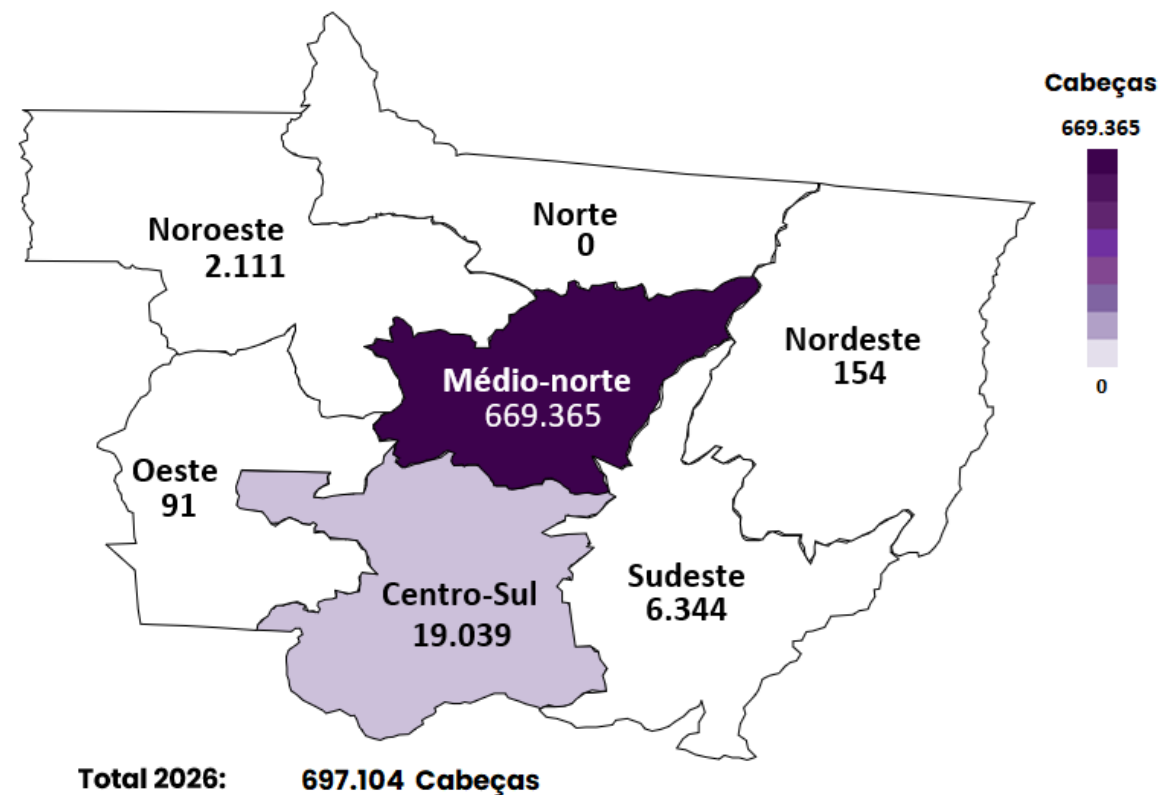 Cabeças
669.365
0
Norte
0
Noroeste
2.111
Nordeste
154
Médio-norte
669.365
Oeste
91
Sudeste
6.344
Centro-Sul
19.039
Total 2026: 697.104 Cabeças